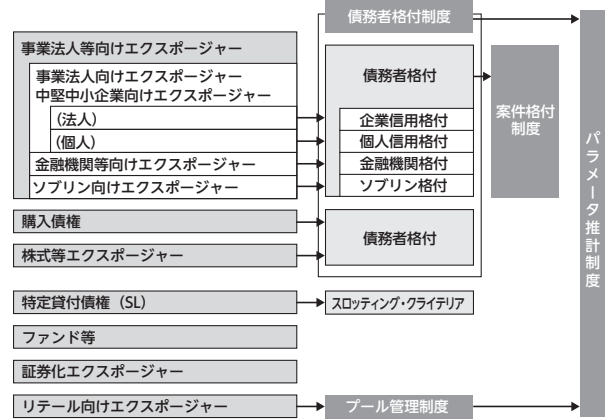 債務者格付制度
事業法人等向けエクスポージャー
事業法人向けエクスポージャー
中堅中小企業向けエクスポージャー
(法人)
(個人)
金融機関等向けエクスポージャー
ソブリン向けエクスポージャー
債務者格付
企業信用格付
個人信用格付
金融機関格付
ソブリン格付
案件格付
制度
パラメータ推計制度
購入債権
株式等エクスポージャー
債務者格付
特定貸付債権(SL)
スロッティング・クライテリア
ファンド等
証券化エクスポージャー
リテール向けエクスポージャー
プール管理制度